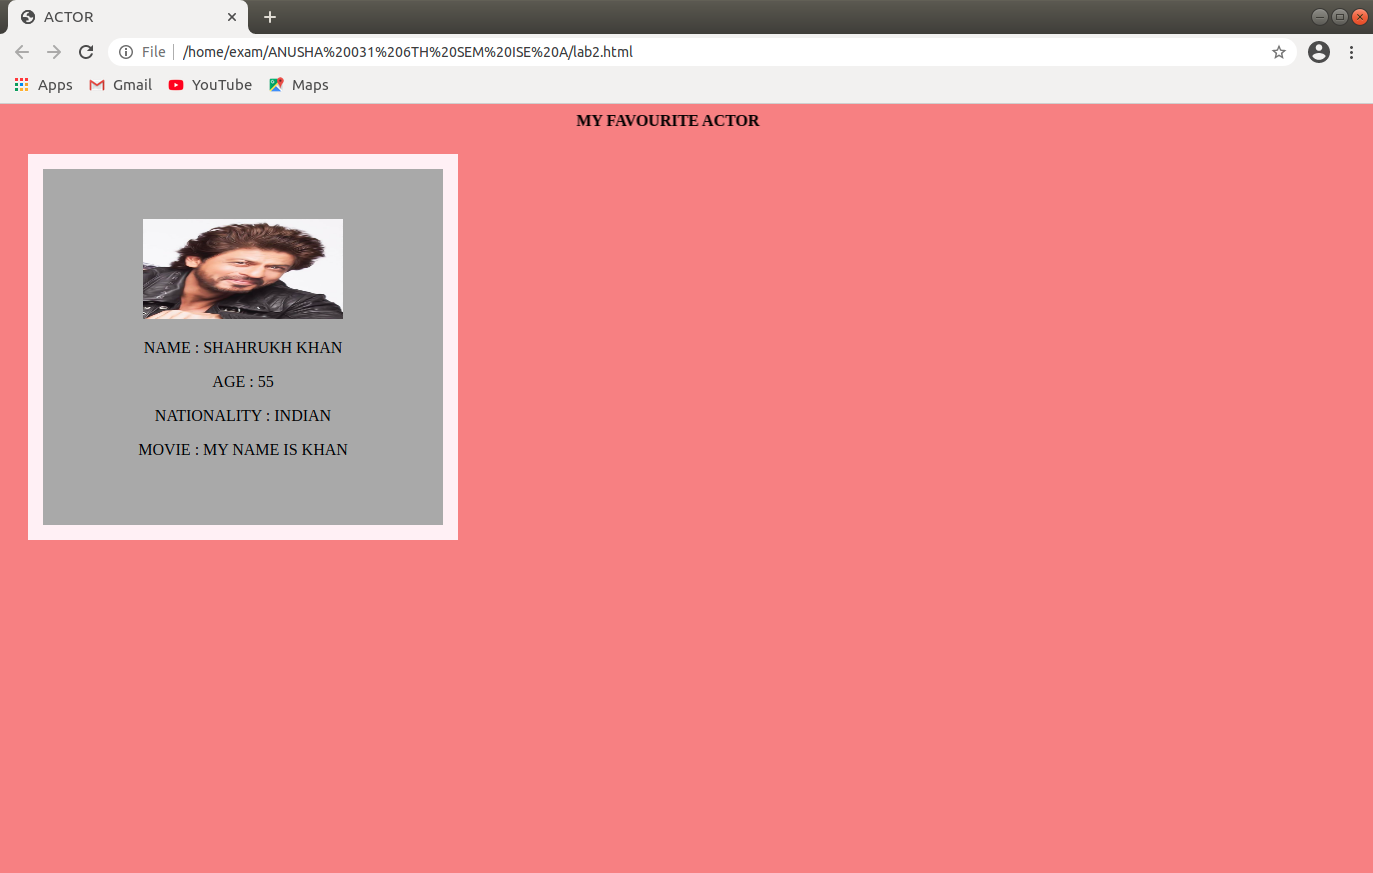 ACTOR
File /home/exam/ANUSHA%20031%206TH%20SEM%20ISE%20A/lab2.html
Apps Gmail YouTube Maps
MY FAVOURITE ACTOR
NAME : SHAHRUKH KHAN
AGE : 55
NATIONALITY : INDIAN
MOVIE : MY NAME IS KHAN